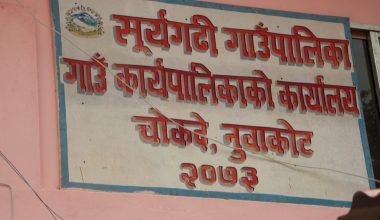 सूर्यगढी गाउँपालिका
गाउँ कार्यपालिकाको कार्यालय
चोकदे, नुवाकोट
२०७३